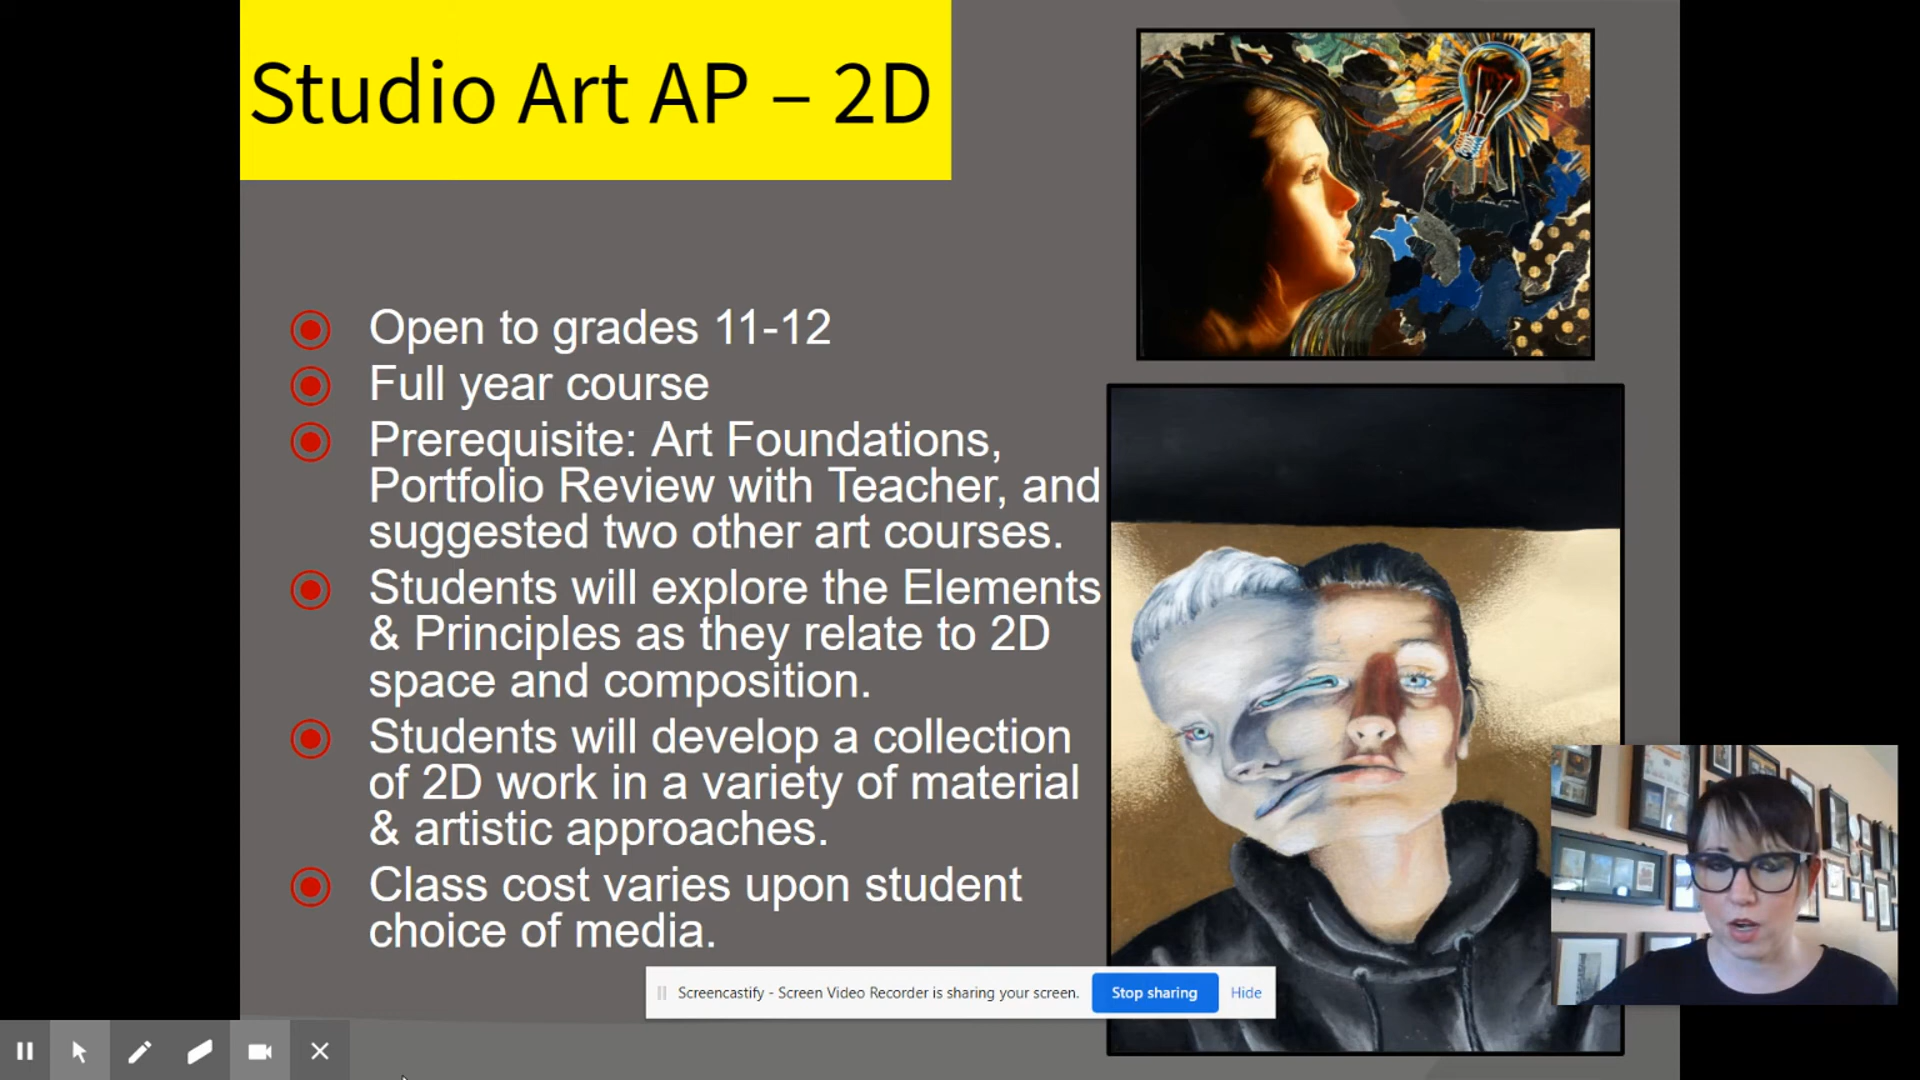 Studio Art AP – 2D
Open to grades 11-12
Full year course
Prerequisite: Art Foundations,
Portfolio Review with Teacher, and
suggested two other art courses.
Students will explore the Elements
& Principles as they relate to 2D
space and composition.
Students will develop a collection
of 2D work in a variety of material
& artistic approaches.
Class cost varies upon student
choice of media.
Screencastify - Screen Video Recorder is sharing your screen.
Stop sharing
Hide